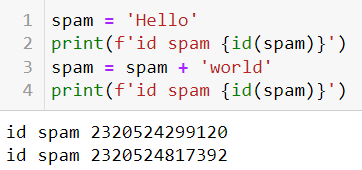 1 spam = 'Hello'
2 print(f'id spam {id(spam)}')
3 spam = spam + 'world'
4 print(f'id spam {id(spam)}')
id spam 2320524299120
id spam 2320524817392